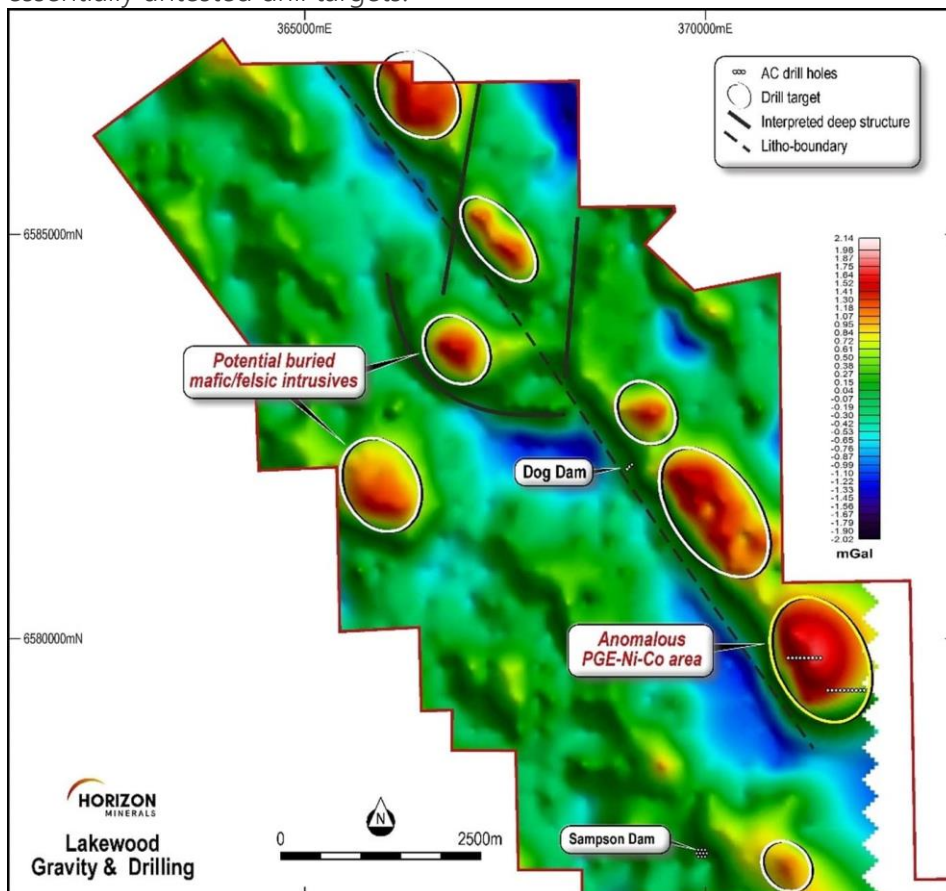 essentially untested drill targets.
365000mE
370000mE
AC drill holes
Drill target
Interpreted deep structure
Litho-boundary
6585000mN
2.14
1.98
1.87
1.75
1.64
1.52
1.41
1.30
1.18
1.07
0.95
0.84
0.72
0.61
0.50
0.38
0.27
0.15
0.04
-0.07
-0.19
-0.30
-0.42
-0.53
-0.65
-0.76
-0.87
-0.99
-1.10
-1.22
-1.33
-1.45
-1.56
-1.67
-1.79
-1.90
-2.02
mGal
Potential buried
mafic/felsic intrusives
Dog Dam
6580000mN
Anomalous
PGE-Ni-Co area
HORIZON
MINERALS
Lakewood
Gravity & Drilling
N
0
2500m
Sampson Dam